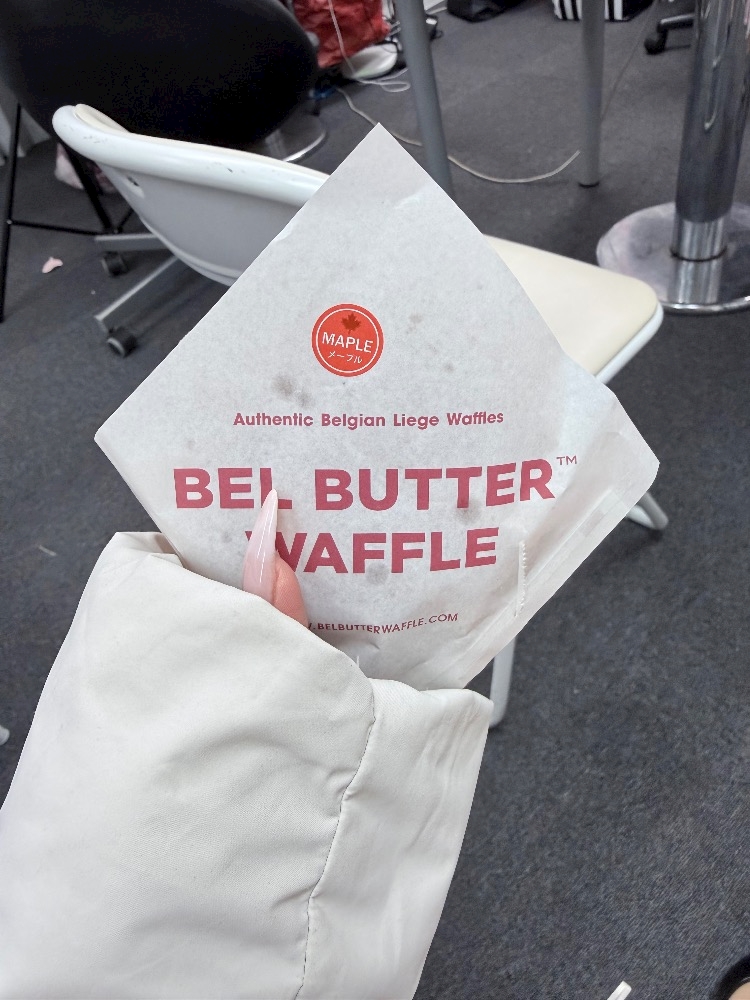 MAPLE
メープル
Authentic Belgian Liege Waffles
BEL BUTTER™
WAFFLE
.BELBUTTERWAFFLE.COM